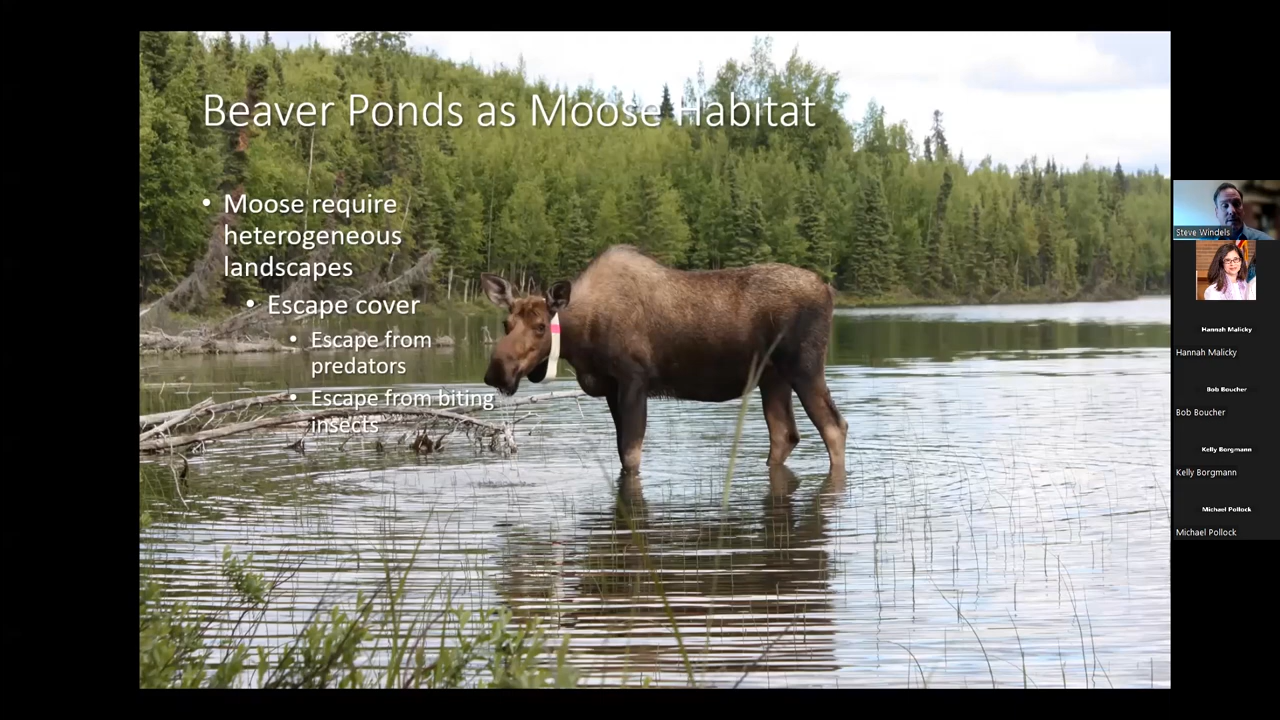 Beaver Ponds as Moose Habitat
• Moose require
heterogeneous
landscapes
• Escape cover
• Escape from
predators
• Escape from biting
insects
Steve Windels
Hannah Malicky
Hannah Malicky
Bob Boucher
Bob Boucher
Kelly Borgmann
Kelly Borgmann
Michael Pollock
Michael Pollock